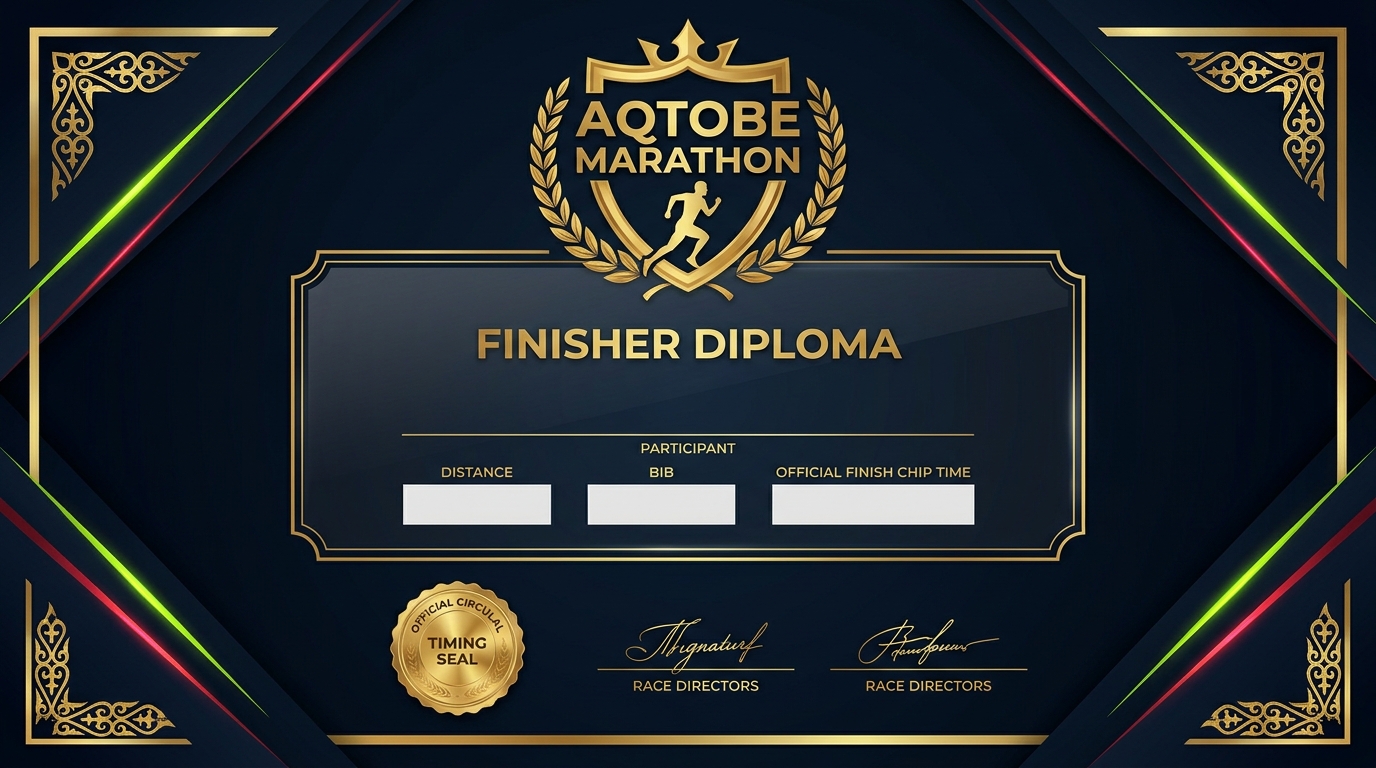 AQTOBE
MARATHON
FINISHER DIPLOMA
PARTICIPANT
DISTANCE
BIB
OFFICIAL FINISH CHIP TIME
OFFICIAL CIRCULAL
TIMING
SEAL
RACE DIRECTORS
RACE DIRECTORS